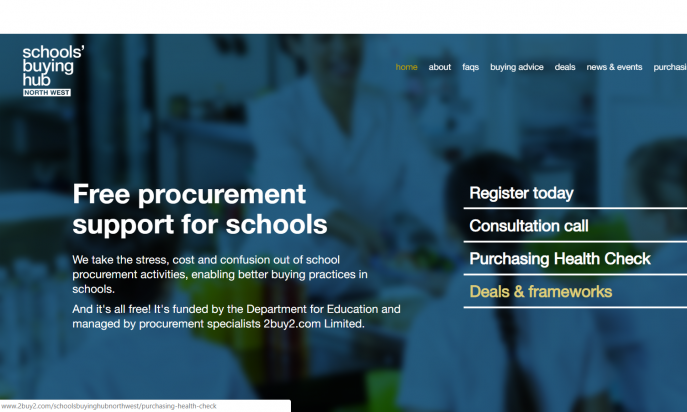 schools'
buying
hub
NORTH WEST
home about faqs buying advice deals news & events purchasi
Free procurement
support for schools
We take the stress, cost and confusion out of school
procurement activities, enabling better buying practices in
schools.
And it's all free! It's funded by the Department for Education and
managed by procurement specialists 2buy2.com Limited.
Register today
Consultation call
Purchasing Health Check
Deals & frameworks
www.2buy2.com/schoolsbuyinghubnorthwest/purchasing-health-check